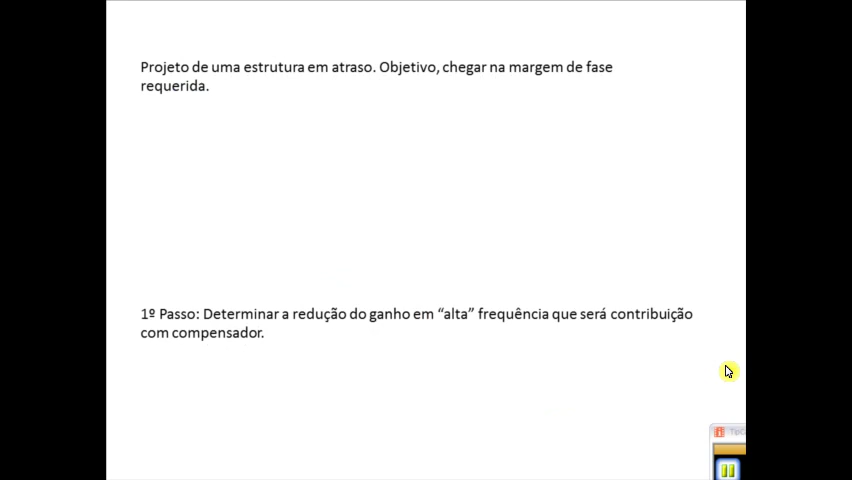 Projeto de uma estrutura em atraso. Objetivo, chegar na margem de fase
requerida.
1º Passo: Determinar a redução do ganho em “alta” frequência que será contribuição
com compensador.